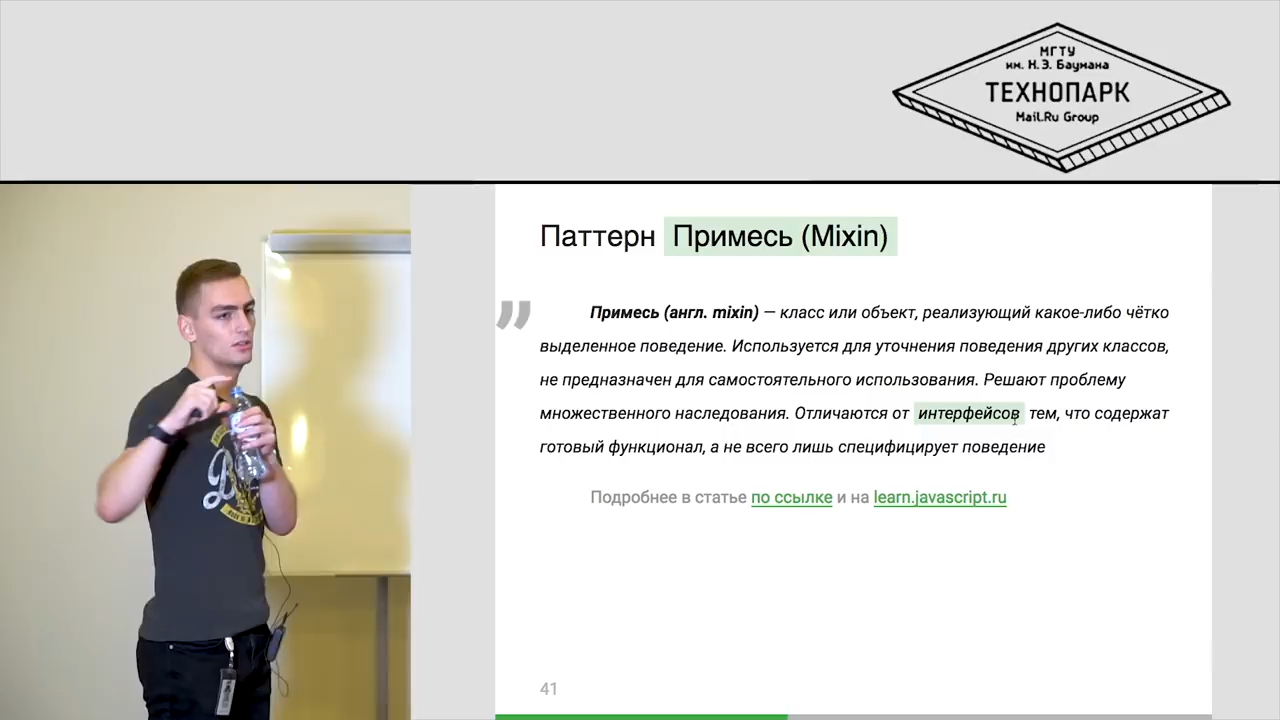 МГТУ
им. Н.Э. Баумана
ТЕХНОПАРК
Mail.Ru Group
Паттерн Примесь (Mixin)
Примесь (англ. mixin) — класс или объект, реализующий какое-либо чётко
выделенное поведение. Используется для уточнения поведения других классов,
не предназначен для самостоятельного использования. Решают проблему
множественного наследования. Отличаются от интерфейсов тем, что содержат
готовый функционал, а не всего лишь специфицирует поведение
Подробнее в статье по ссылке и на learn.javascript.ru
41